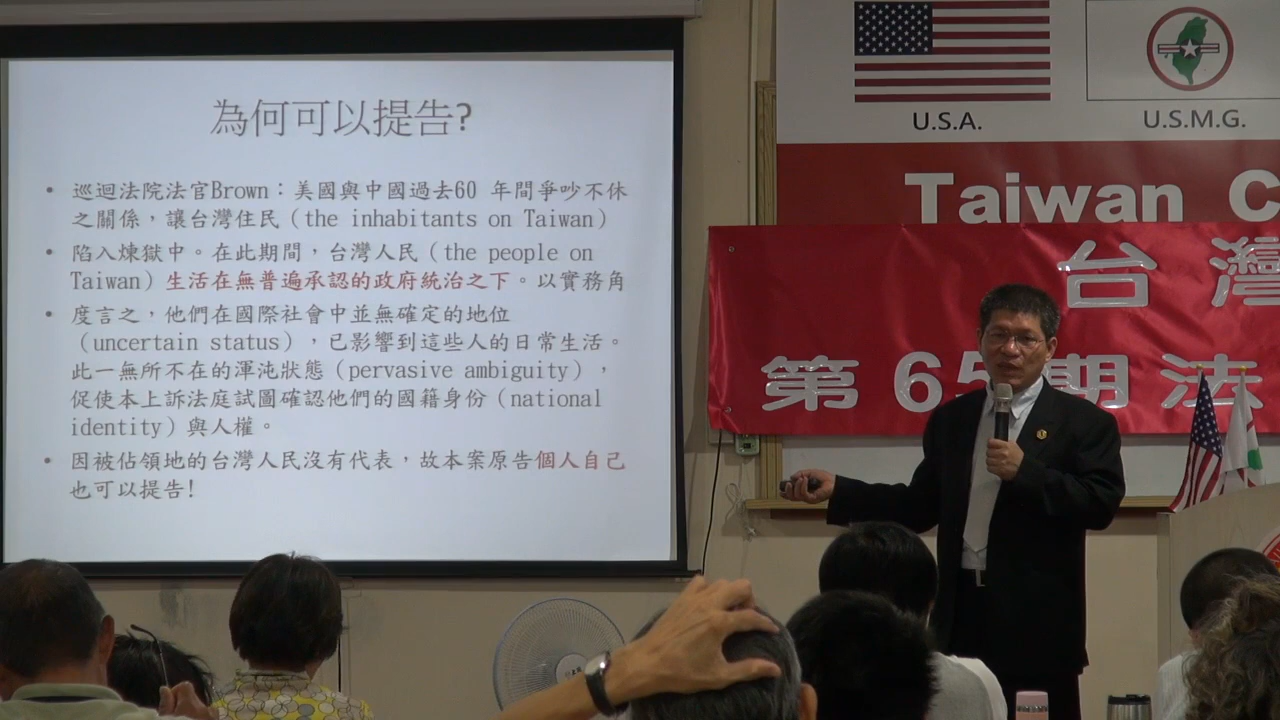 為何可以提告?
• 巡迴法院法官Brown：美國與中國過去60 年間爭吵不休
之關係，讓台灣住民（the inhabitants on Taiwan）
• 陷入煉獄中。在此期間，台灣人民（the people on
Taiwan）生活在無普遍承認的政府統治之下。以實務角
• 度言之，他們在國際社會中並無確定的地位
（uncertain status），已影響到這些人的日常生活。
此一無所不在的渾沌狀態（pervasive ambiguity），
促使本上訴法庭試圖確認他們的國籍身份（national
identity）與人權。
• 因被佔領地的台灣人民沒有代表，故本案原告個人自己
也可以提告!
U.S.A.
U.S.M.G.
Taiwan C
台灣
第65期法